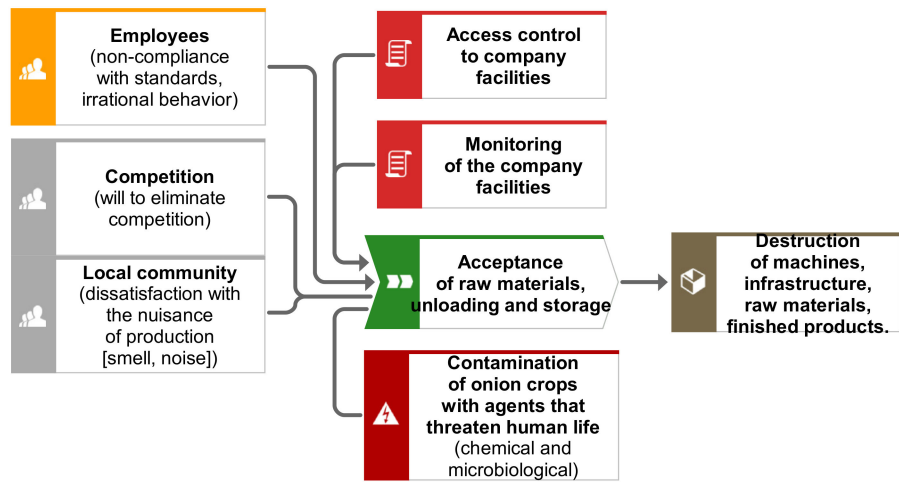 Employees
(non-compliance
with standards,
irrational behavior)
Competition
(will to eliminate
competition)
Local community
(dissatisfaction with
the nuisance
of production
[smell, noise])
Access control
to company
facilities
Monitoring
of the company
facilities
Acceptance
of raw materials,
unloading and storage
Contamination
of onion crops
with agents that
threaten human life
(chemical and
microbiological)
Destruction
of machines,
infrastructure,
raw materials,
finished products.